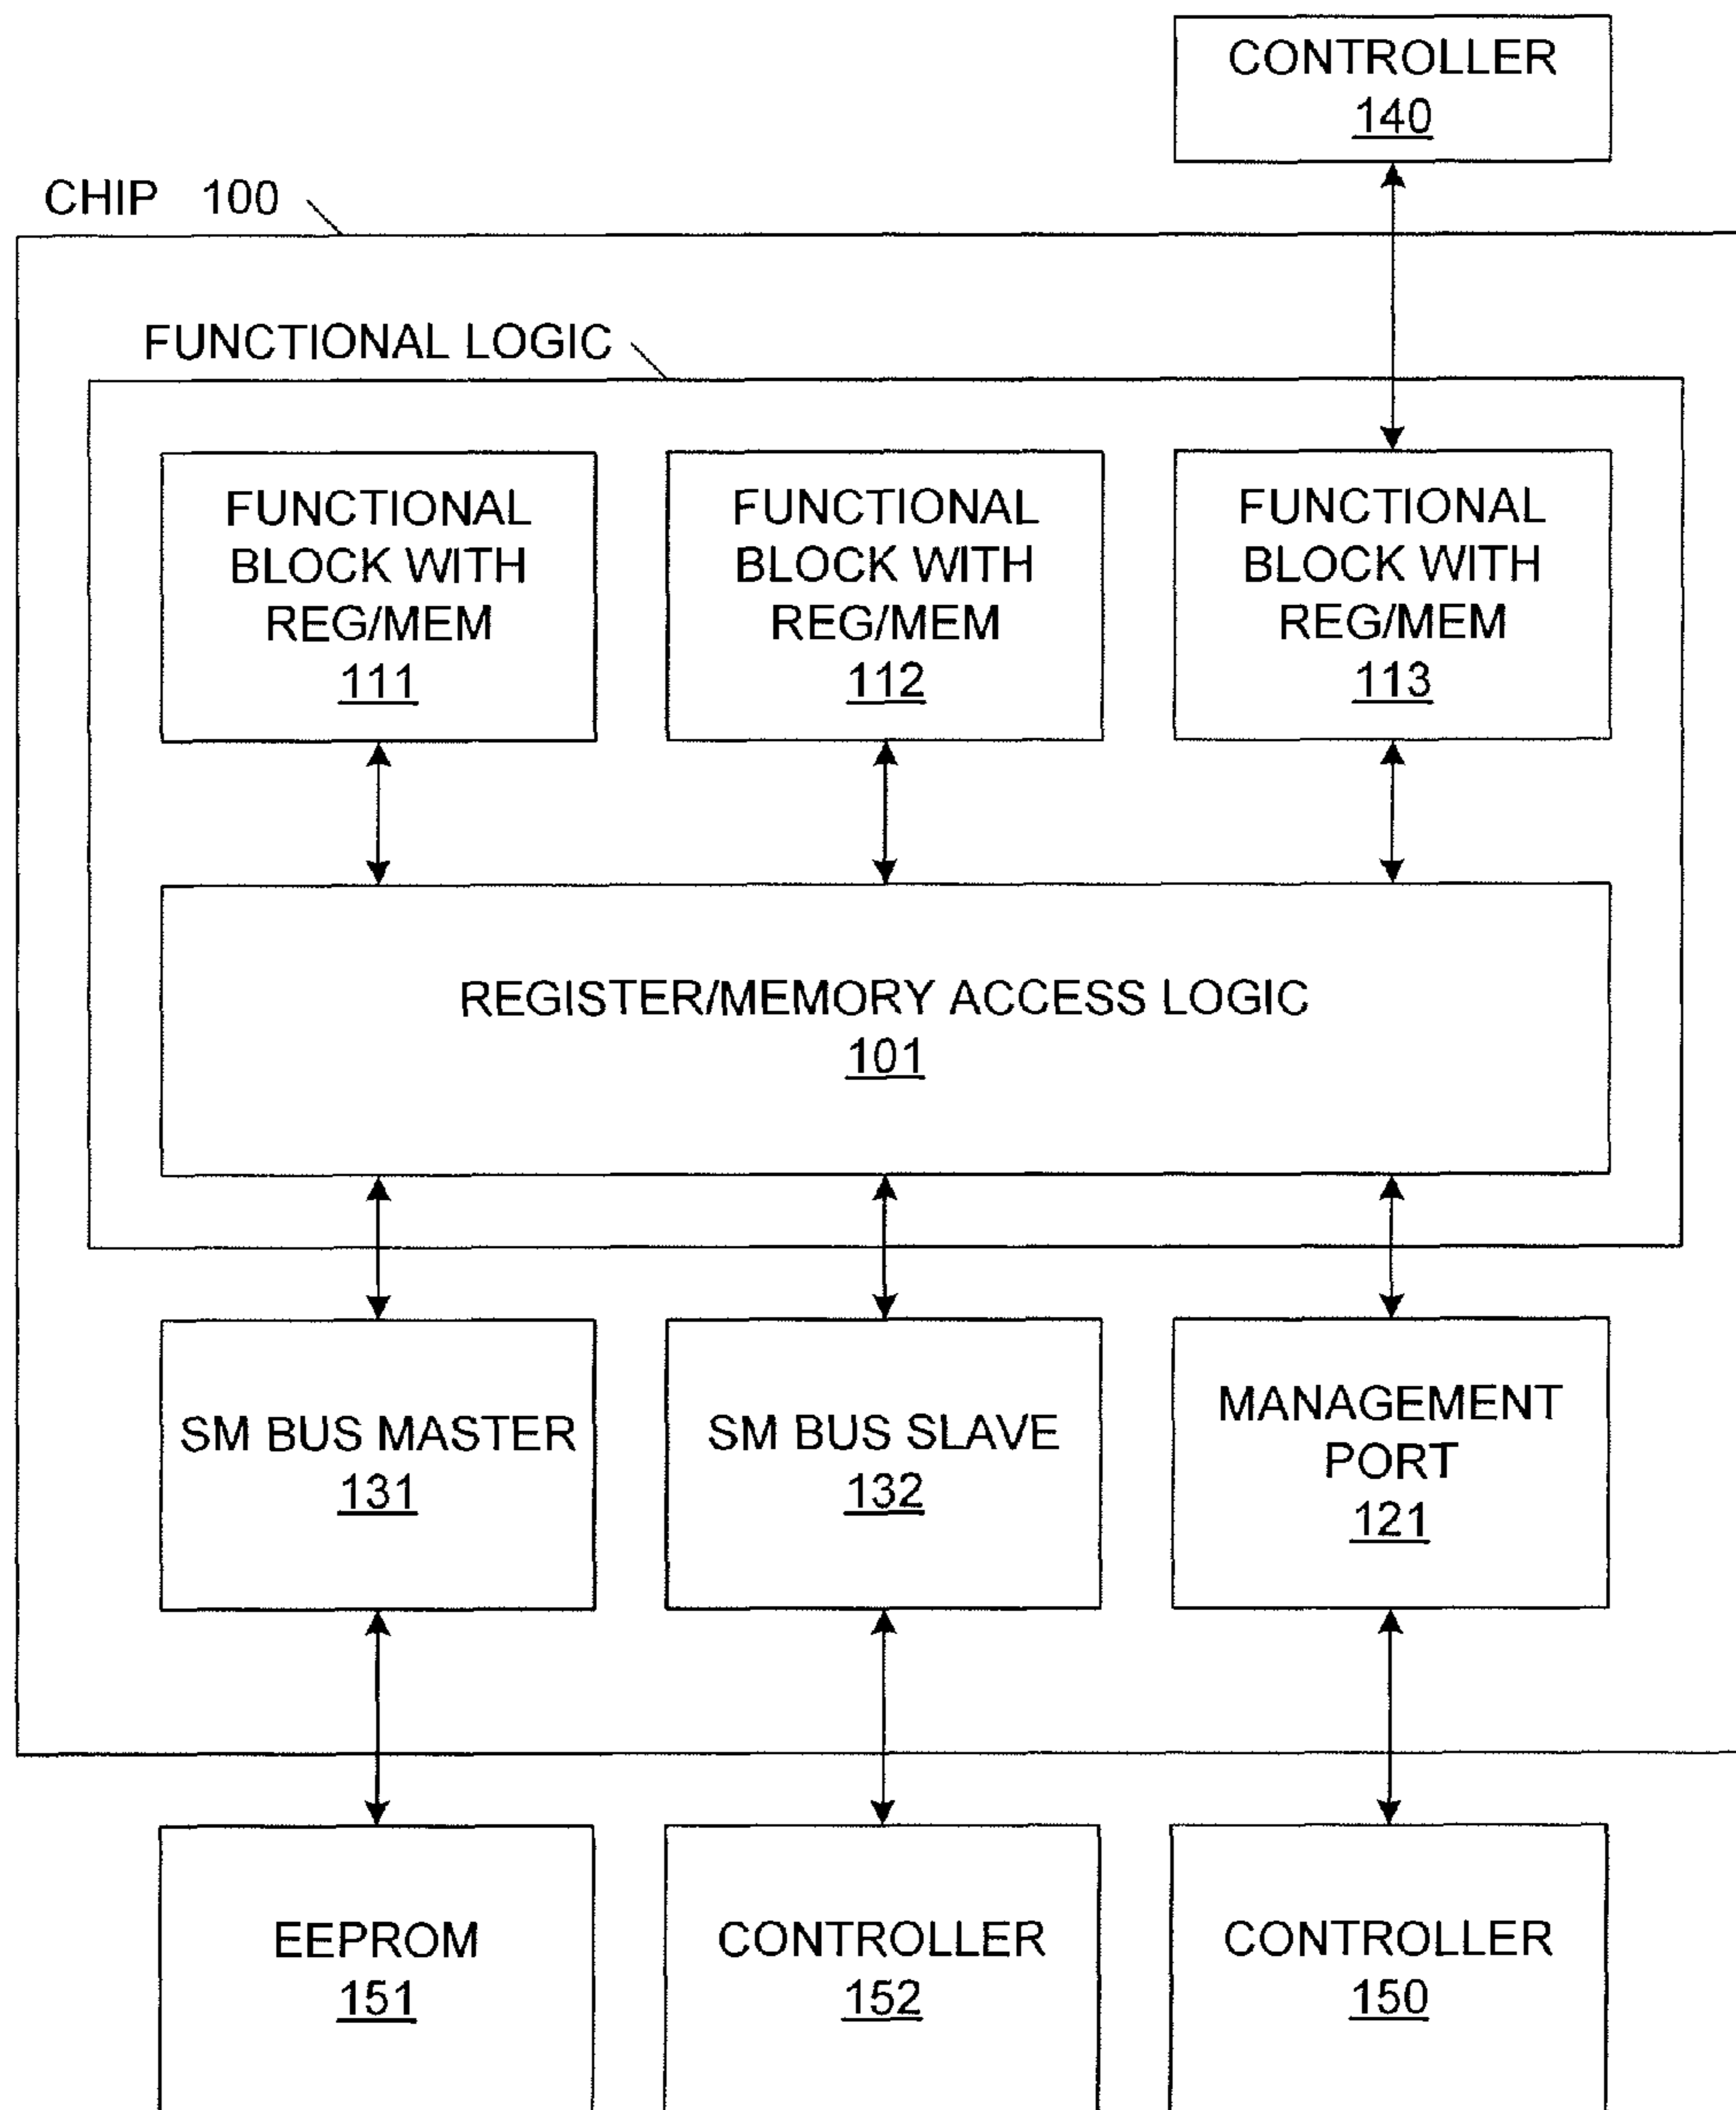 CONTROLLER
140
CHIP 100
FUNCTIONAL LOGIC
FUNCTIONAL
BLOCK WITH
REG/MEM
111
FUNCTIONAL
BLOCK WITH
REG/MEM
112
FUNCTIONAL
BLOCK WITH
REG/MEM
113
REGISTER/MEMORY ACCESS LOGIC
101
SM BUS MASTER
131
SM BUS SLAVE
132
MANAGEMENT
PORT
121
EEPROM
151
CONTROLLER
152
CONTROLLER
150